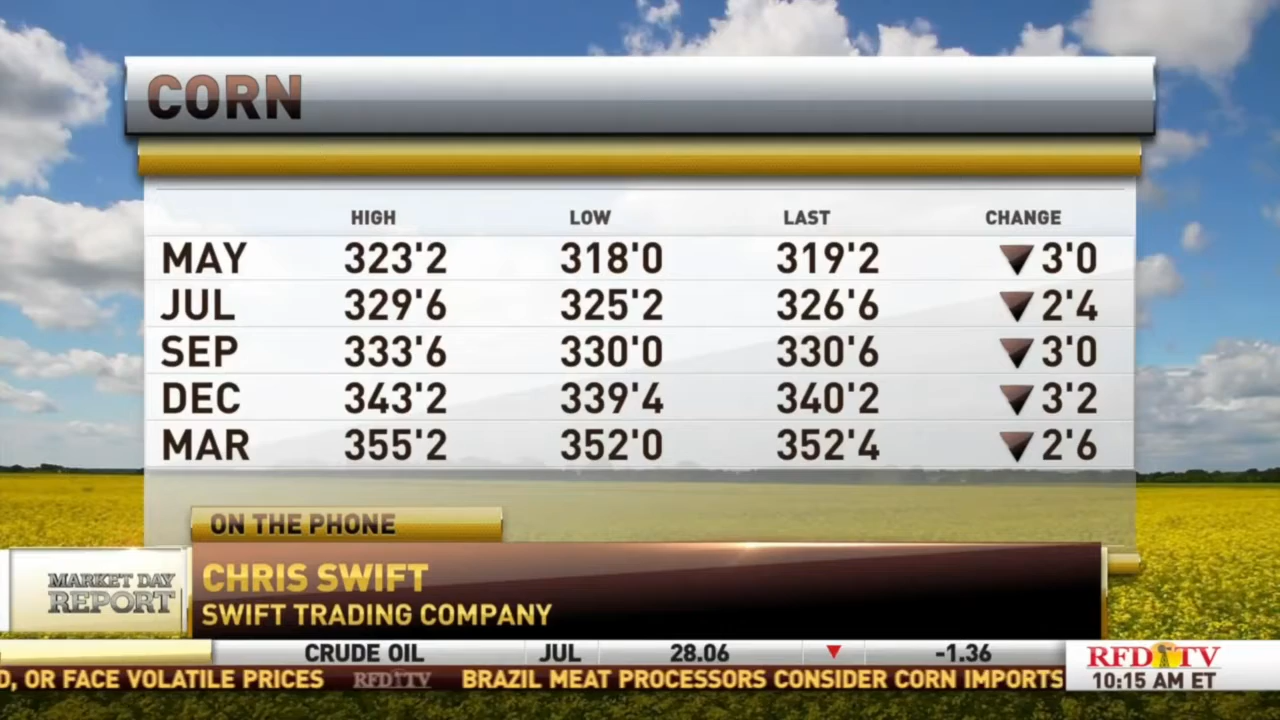 CORN
HIGH LOW LAST CHANGE
MAY 323'2 318'0 319'2 ▼ 3'0
JUL 329'6 325'2 326'6 ▼ 2'4
SEP 333'6 330'0 330'6 ▼ 3'0
DEC 343'2 339'4 340'2 ▼ 3'2
MAR 355'2 352'0 352'4 ▼ 2'6
ON THE PHONE
MARKET DAY
REPORT
CHRIS SWIFT
SWIFT TRADING COMPANY
CRUDE OIL JUL 28.06 ▼ -1.36
RFD TV
D, OR FACE VOLATILE PRICES RFD TV BRAZIL MEAT PROCESSORS CONSIDER CORN IMPORTS
10:15 AM ET